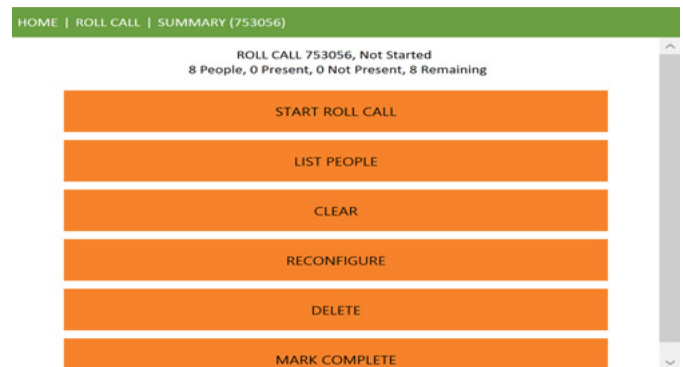 HOME | ROLL CALL | SUMMARY (753056)
ROLL CALL 753056, Not Started
8 People, 0 Present, 0 Not Present, 8 Remaining
START ROLL CALL
LIST PEOPLE
CLEAR
RECONFIGURE
DELETE
MARK COMPLETE